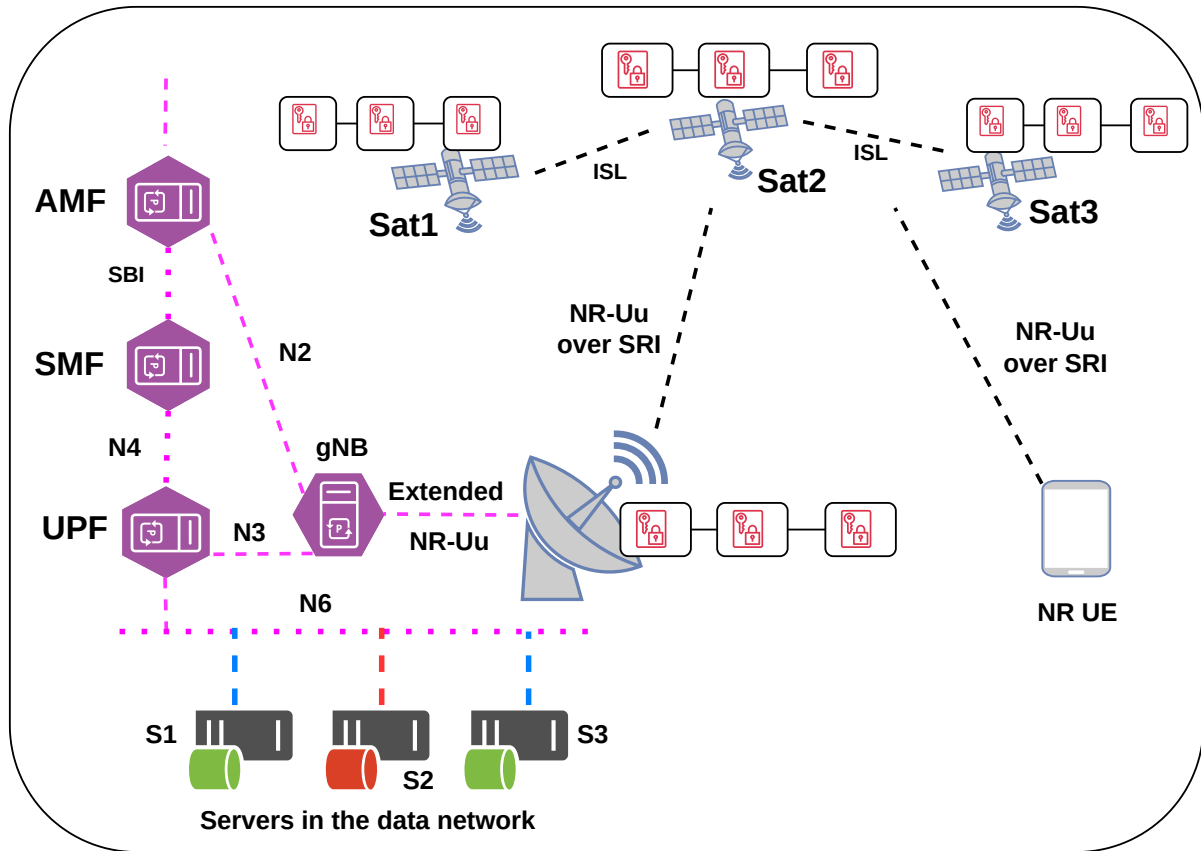 ISL
ISL
Sat1
Sat2
Sat3
AMF
SBI
SMF
N2
N4
gNB
UPF
N3
Extended
NR-Uu
NR-Uu
over SRI
NR-Uu
over SRI
P
P
P
P
NR UE
N6
S1
S2
S3
Servers in the data network